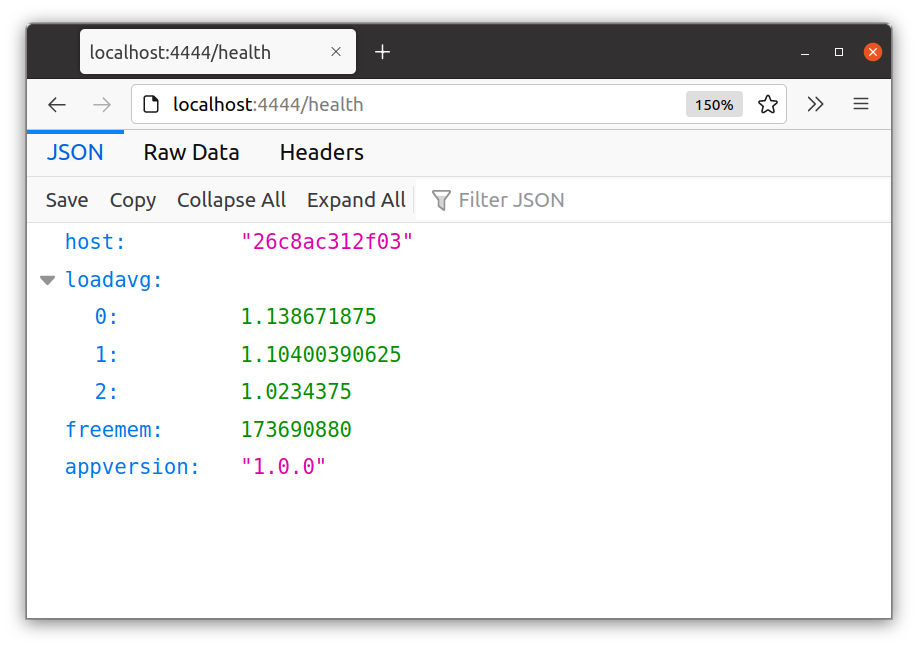 localhost:4444/health
localhost:4444/health 150%
JSON Raw Data Headers
Save Copy Collapse All Expand All Filter JSON
host: "26c8ac312f03"
loadavg:
0: 1.138671875
1: 1.10400390625
2: 1.0234375
freemem: 173690880
appversion: "1.0.0"